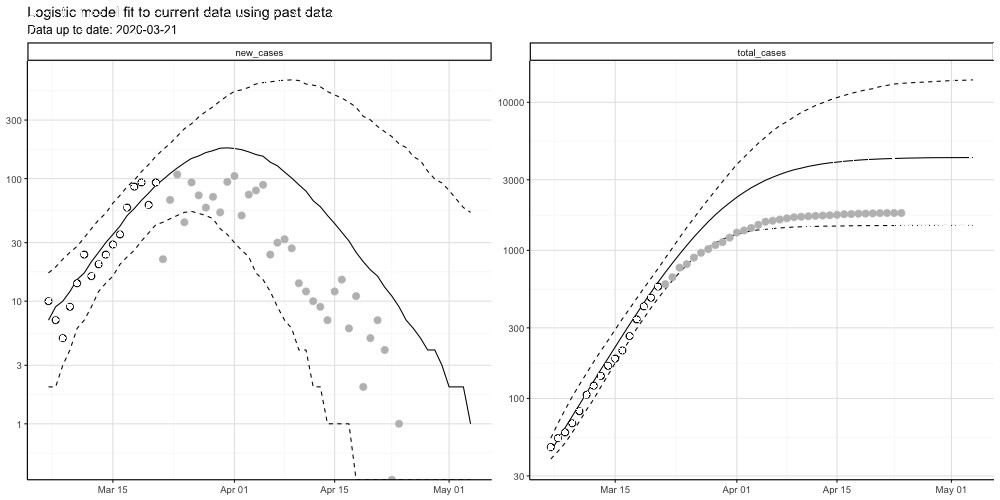 Logistic model fit to current data using past data
Data up to date: 2020-03-21
new_cases
total_cases
300
100
30
10
3
1
10000
3000
1000
300
100
30
Mar 15
Apr 01
Apr 15
May 01
Mar 15
Apr 01
Apr 15
May 01